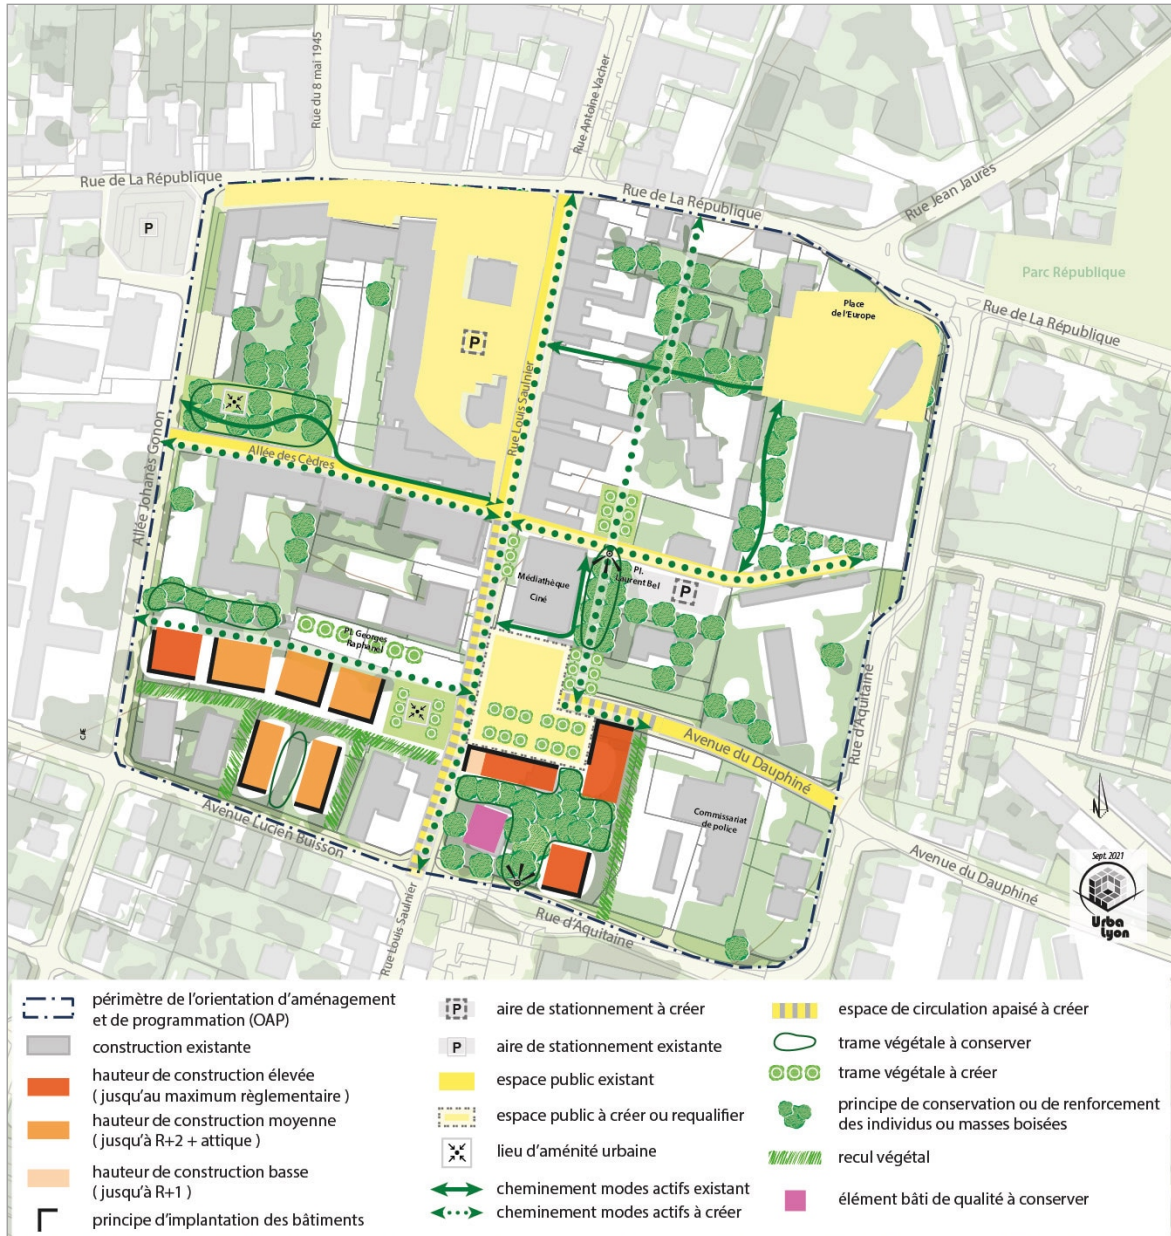 Rue du 8 mai 1945
Rue Antoine Vacher
Rue de La République
Rue de La République
Rue Jean Jaurès
P
Parc République
Rue de La République
Place
de l'Europe
P
Rue Louis Saulnier
Allée Johanès Gonon
Allée des Cèdres
Médiathèque
Ciné
Pl.
Laurent Bel
P
Pl. Georges
Raphanel
Rue d'Aquitaine
Avenue du Dauphiné
Avenue Lucien Buisson
Commissariat
de police
Avenue du Dauphiné
Rue Louis Saulnier
Rue d'Aquitaine
N
Sept. 2021
Urba
Lyon
périmètre de l'orientation d'aménagement
et de programmation (OAP)
construction existante
hauteur de construction élevée
( jusqu'au maximum règlementaire )
hauteur de construction moyenne
( jusqu'à R+2 + attique )
hauteur de construction basse
( jusqu'à R+1 )
principe d'implantation des bâtiments
P
aire de stationnement à créer
P
aire de stationnement existante
espace public existant
espace public à créer ou requalifier
lieu d'aménité urbaine
cheminement modes actifs existant
cheminement modes actifs à créer
espace de circulation apaisé à créer
trame végétale à conserver
trame végétale à créer
principe de conservation ou de renforcement
des individus ou masses boisées
recul végétal
élément bâti de qualité à conserver